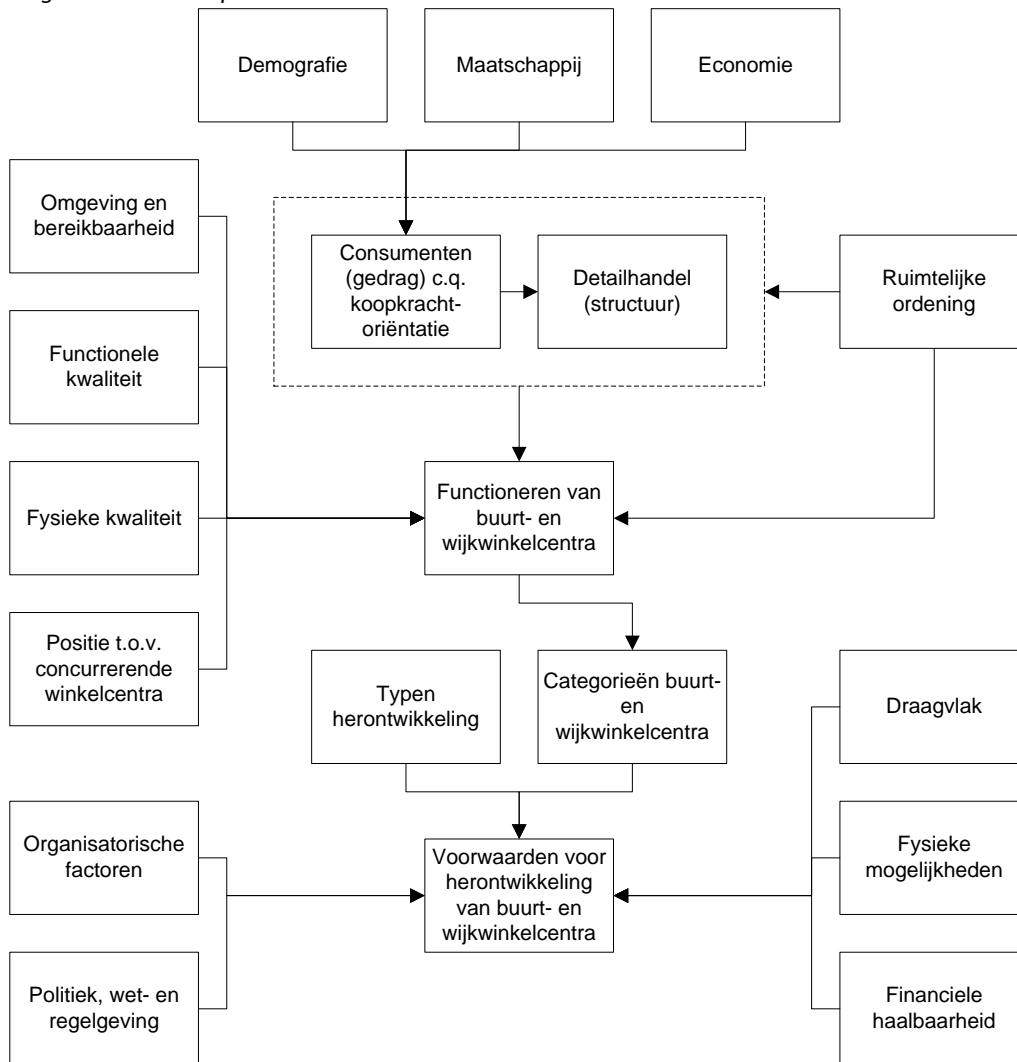 Demografie
Maatschappij
Economie
Omgeving en
bereikbaarheid
Consumenten
(gedrag) c.q.
koopkracht-
oriëntatie
Detailhandel
(structuur)
Ruimtelijke
ordening
Functionele
kwaliteit
Fysieke kwaliteit
Functioneren van
buurt- en
wijkwinkelcentra
Positie t.o.v.
concurrerende
winkelcentra
Typen
herontwikkeling
Categorieën buurt-
en
wijkwinkelcentra
Draagvlak
Organisatorische
factoren
Voorwaarden voor
herontwikkeling
van buurt- en
wijkwinkelcentra
Fysieke
mogelijkheden
Politiek, wet- en
regelgeving
Financiele
haalbaarheid